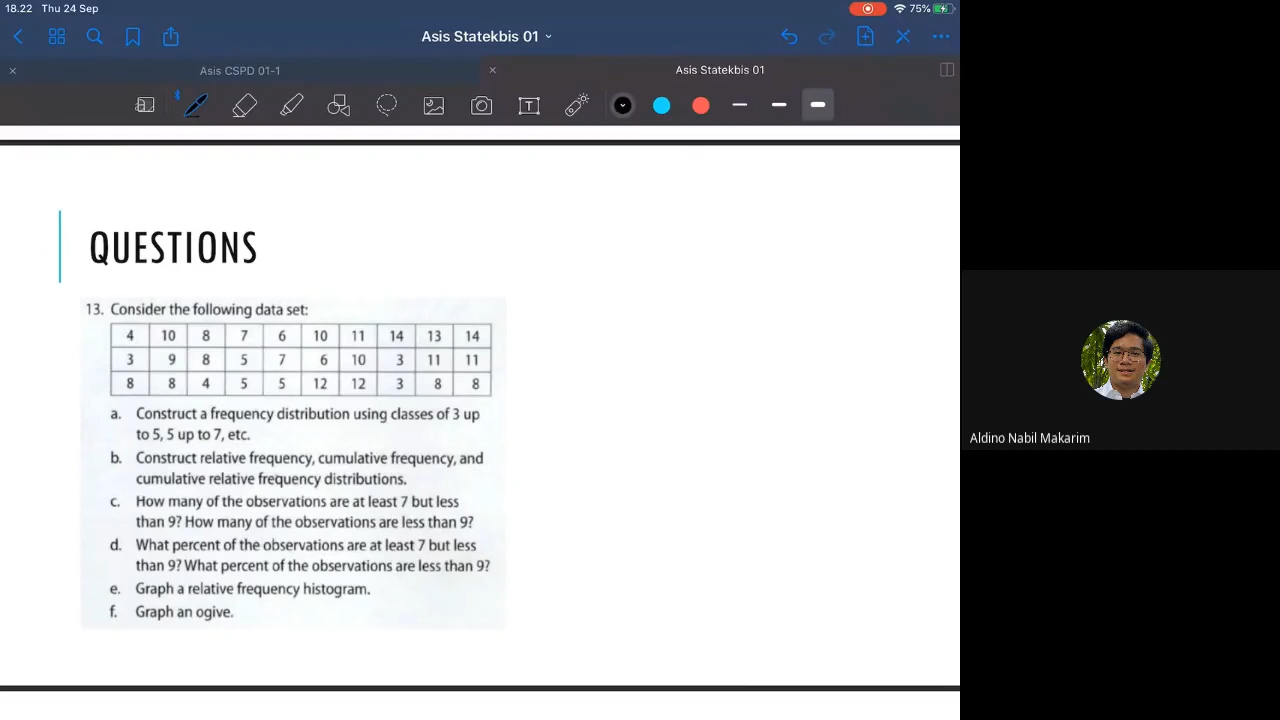 18.22 Thu 24 Sep
75%
Asis Statekbis 01
Asis CSPD 01-1
Asis Statekbis 01
QUESTIONS
13. Consider the following data set:
4 10 8 7 6 10 11 14 13 14
3 9 8 5 7 6 10 3 11 11
8 8 4 5 5 12 12 3 8 8
a. Construct a frequency distribution using classes of 3 up
to 5, 5 up to 7, etc.
b. Construct relative frequency, cumulative frequency, and
cumulative relative frequency distributions.
c. How many of the observations are at least 7 but less
than 9? How many of the observations are less than 9?
d. What percent of the observations are at least 7 but less
than 9? What percent of the observations are less than 9?
e. Graph a relative frequency histogram.
f. Graph an ogive.
Aldino Nabil Makarim